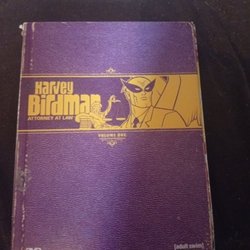 Harvey
Birdman
ATTORNEY AT LAW
VOLUME ONE
[adult swim]